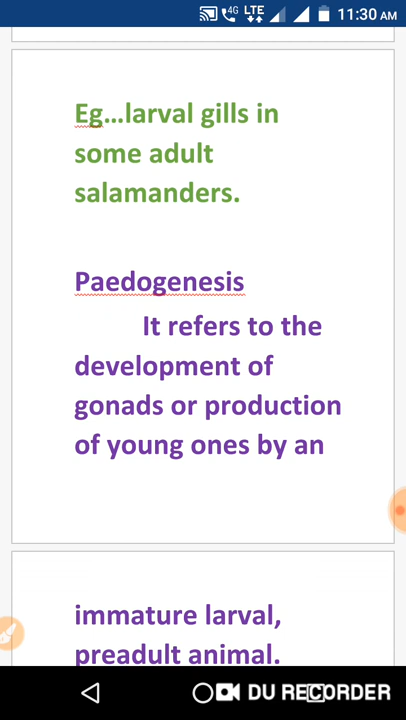 4G LTE 11:30 AM
Eg...larval gills in
some adult
salamanders.
Paedogenesis
It refers to the
development of
gonads or production
of young ones by an
immature larval,
preadult animal.
DU RECORDER